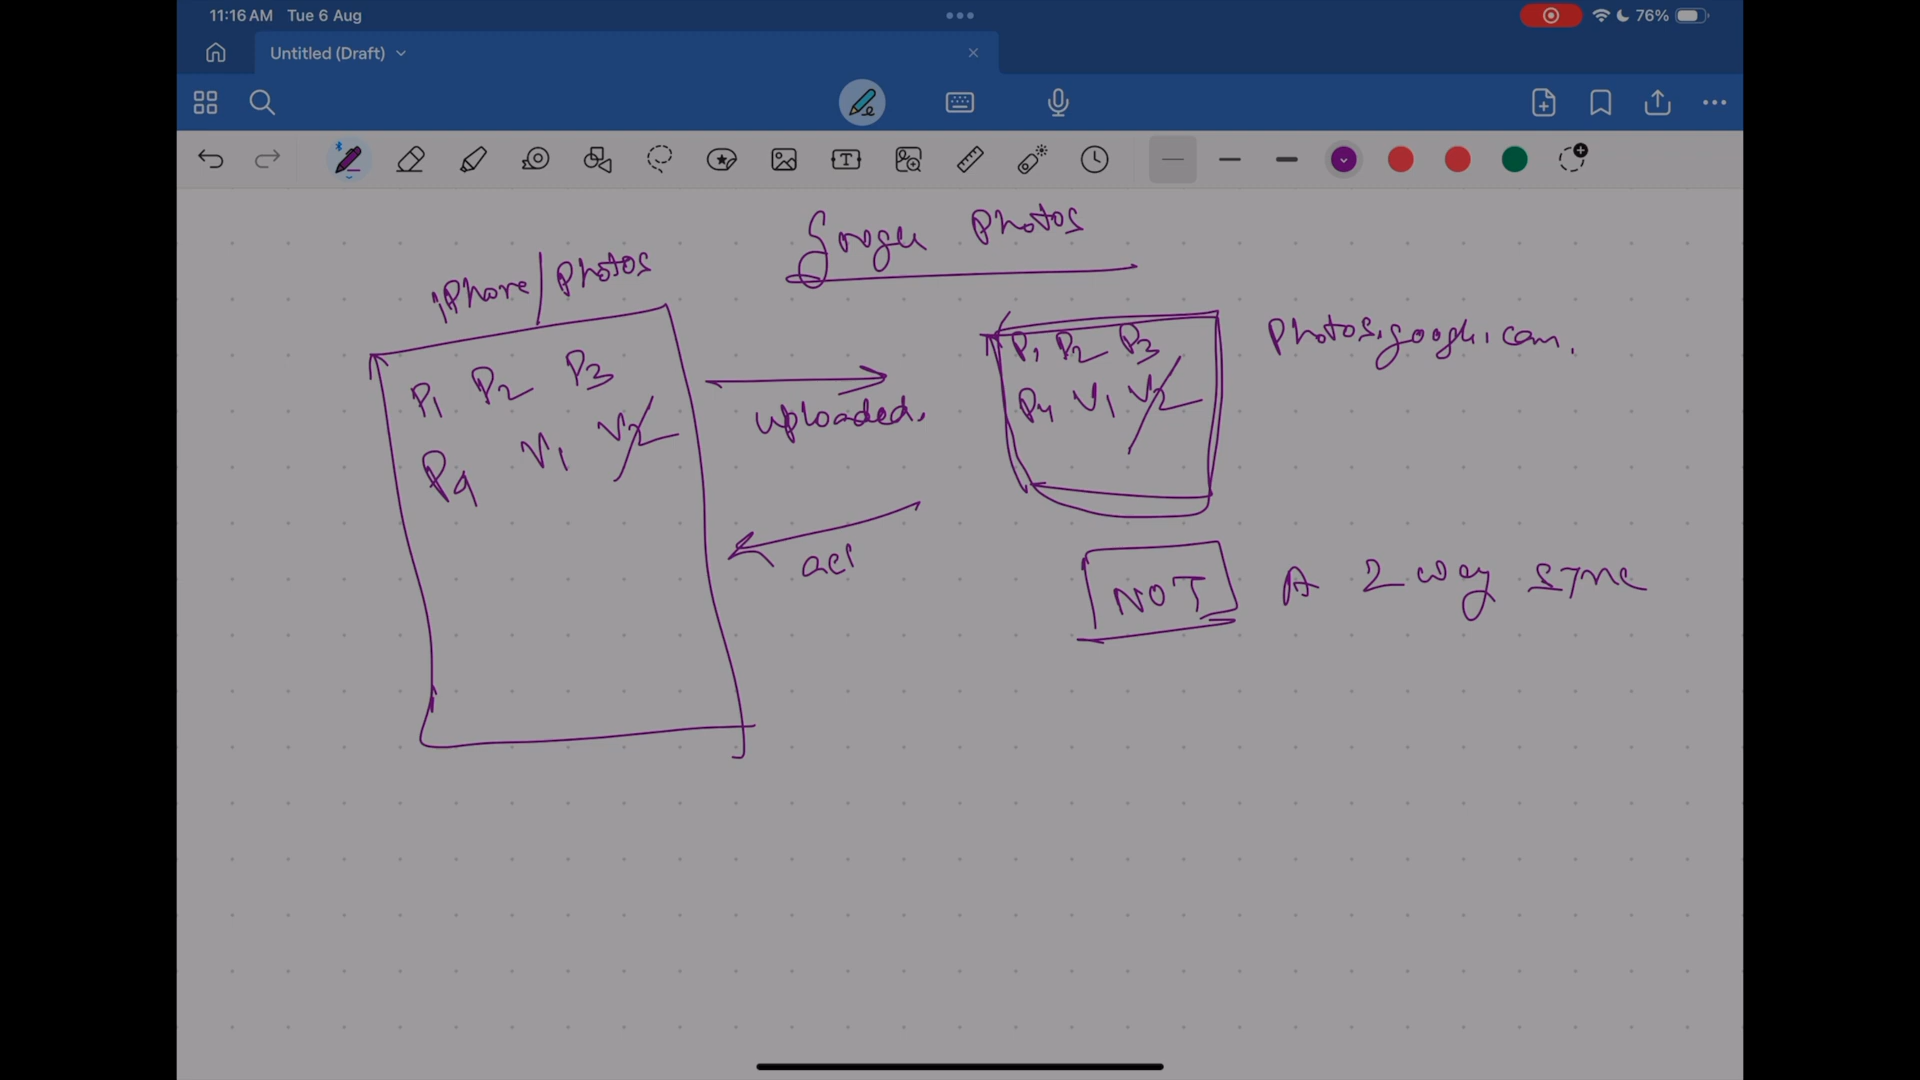 11:16 AM Tue 6 Aug
76%
Untitled (Draft)
Google Photos
iPhone/Photos
P1 P2 P3
P4 V1 V2
uploaded.
P1 P2 P3
P4 V1 V2
Photos.google.com.
NOT A 2 way sync